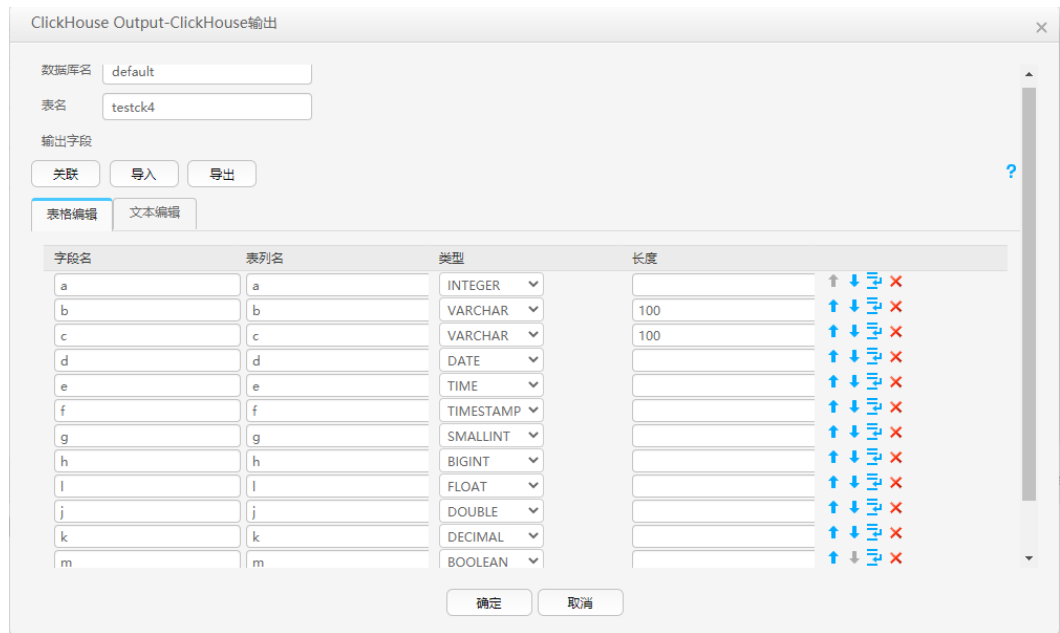 ClickHouse Output-ClickHouse输出
数据库名 default
表名 testck4
输出字段
关联 导入 导出
?
表格编辑 文本编辑
字段名 表列名 类型 长度
a a INTEGER
b b VARCHAR 100
c c VARCHAR 100
d d DATE
e e TIME
f f TIMESTAMP
g g SMALLINT
h h BIGINT
l l FLOAT
j j DOUBLE
k k DECIMAL
m m BOOLEAN
确定 取消